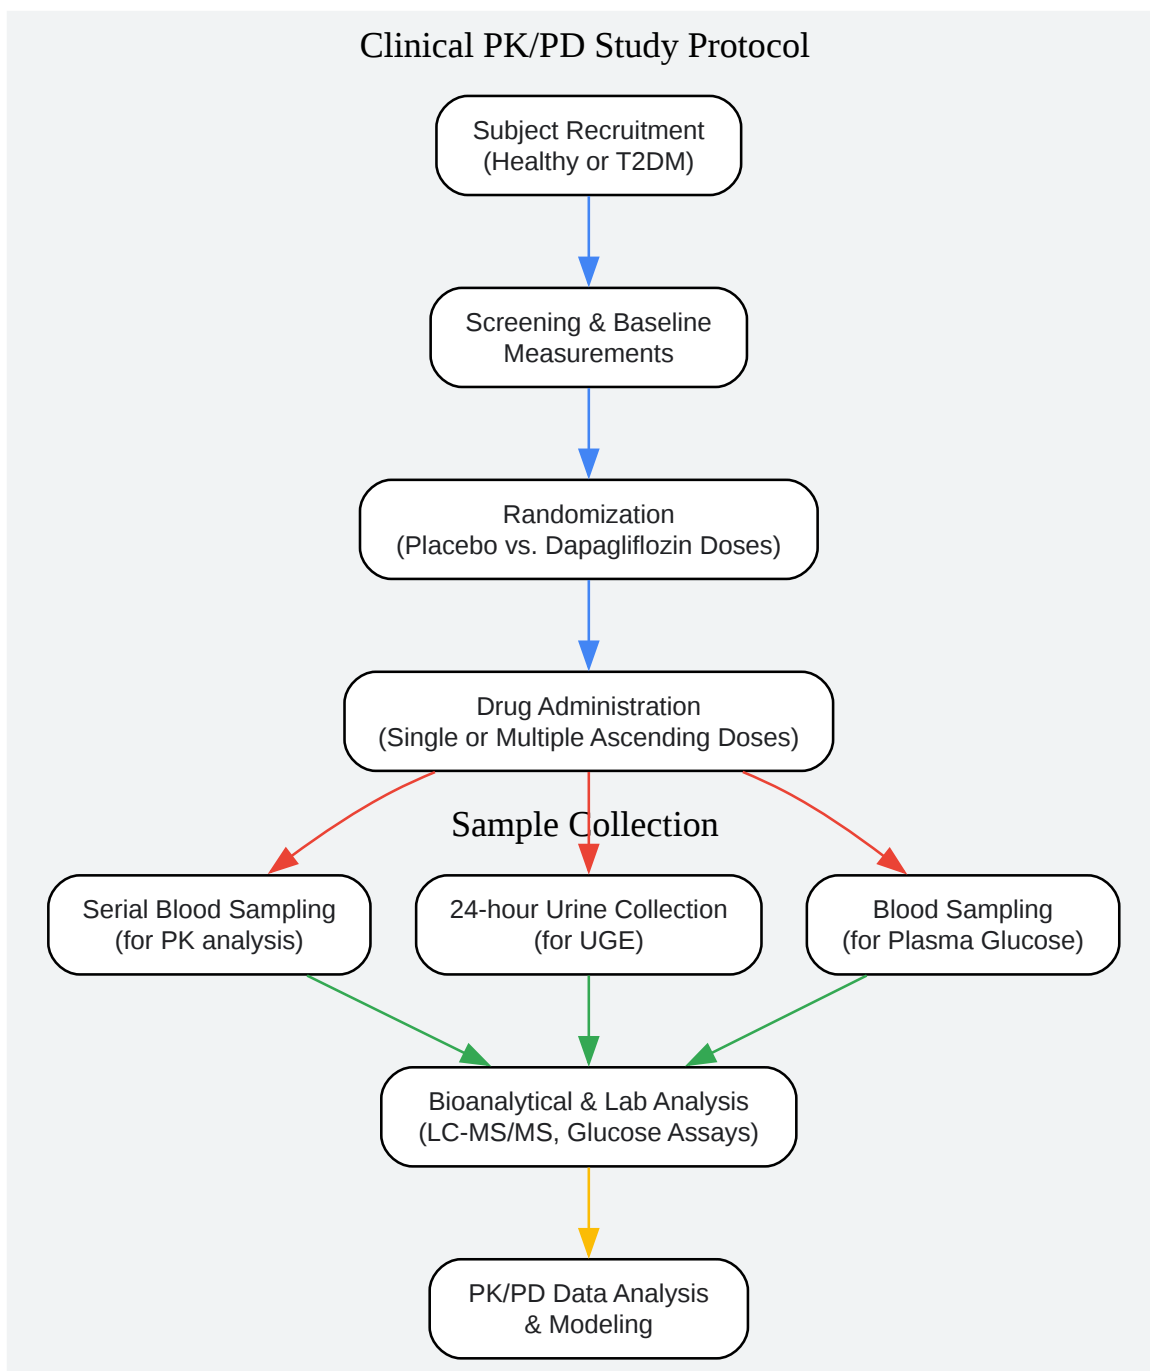 Clinical PK/PD Study Protocol
Subject Recruitment
(Healthy or T2DM)
Screening & Baseline
Measurements
Randomization
(Placebo vs. Dapagliflozin Doses)
Drug Administration
(Single or Multiple Ascending Doses)
Sample Collection
Serial Blood Sampling
(for PK analysis)
24-hour Urine Collection
(for UGE)
Blood Sampling
(for Plasma Glucose)
Bioanalytical & Lab Analysis
(LC-MS/MS, Glucose Assays)
PK/PD Data Analysis
& Modeling